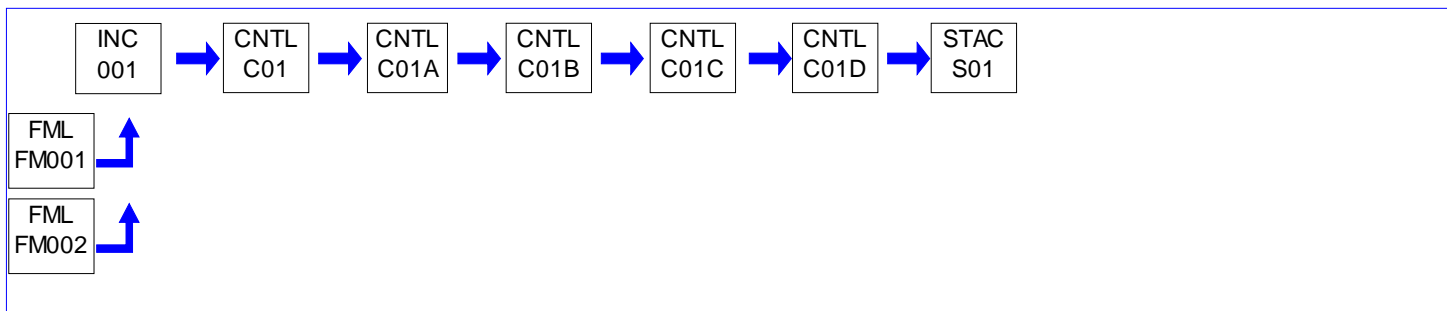 INC
001
CNTL
C01
CNTL
C01A
CNTL
C01B
CNTL
C01C
CNTL
C01D
STAC
S01
FML
FM001
FML
FM002